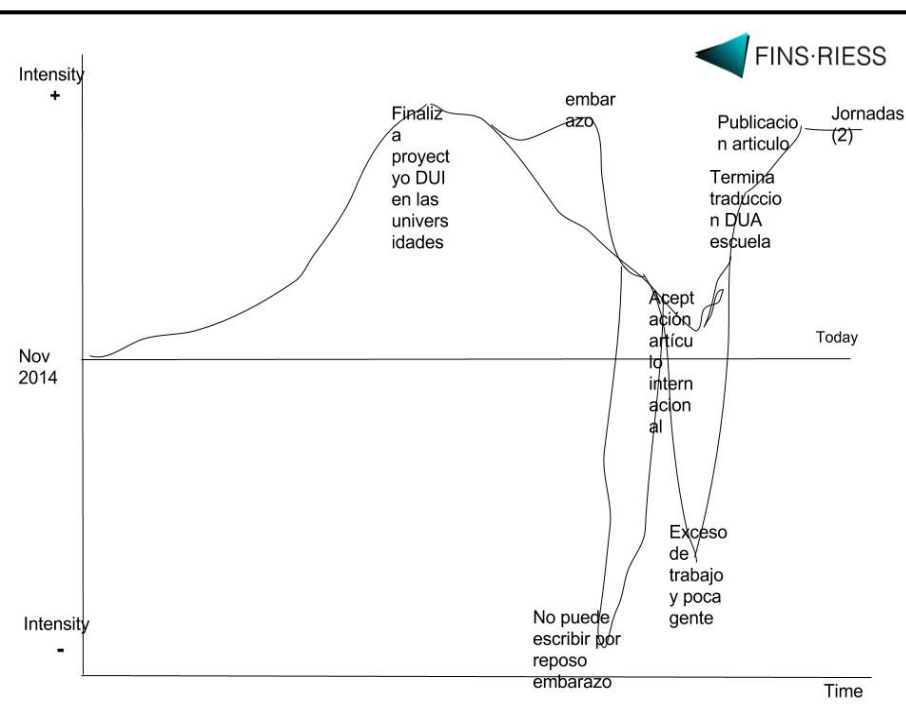 FINS·RIESS
Intensity
+
Finaliz
a
proyect
yo DUI
en las
univers
idades
embar
azo
Publicacio
n articulo
Jornadas
(2)
Termina
traduccio
n DUA
escuela
Acept
ación
artícu
lo
intern
acion
al
Nov
2014
Today
Exceso
de
trabajo
y poca
gente
No puede
escribir por
reposo
embarazo
Intensity
-
Time